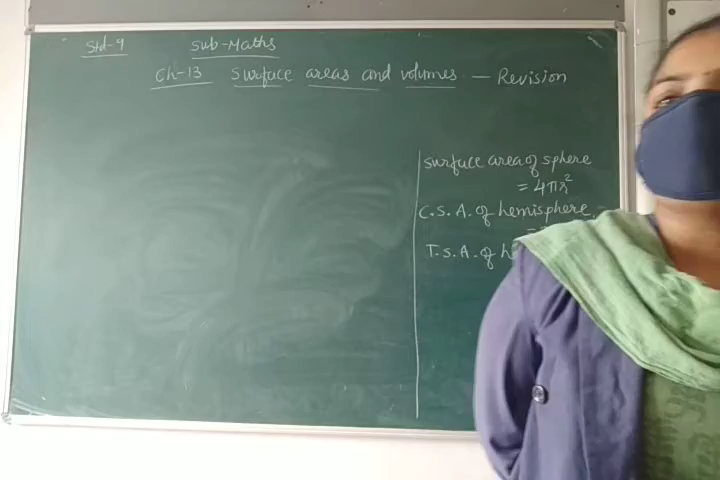 Std-9 Sub-Maths
Ch-13 Surface areas and volumes — Revision
Surface area of sphere
= 4πr²
C.S.A. of hemisphere
=
T.S.A. of h